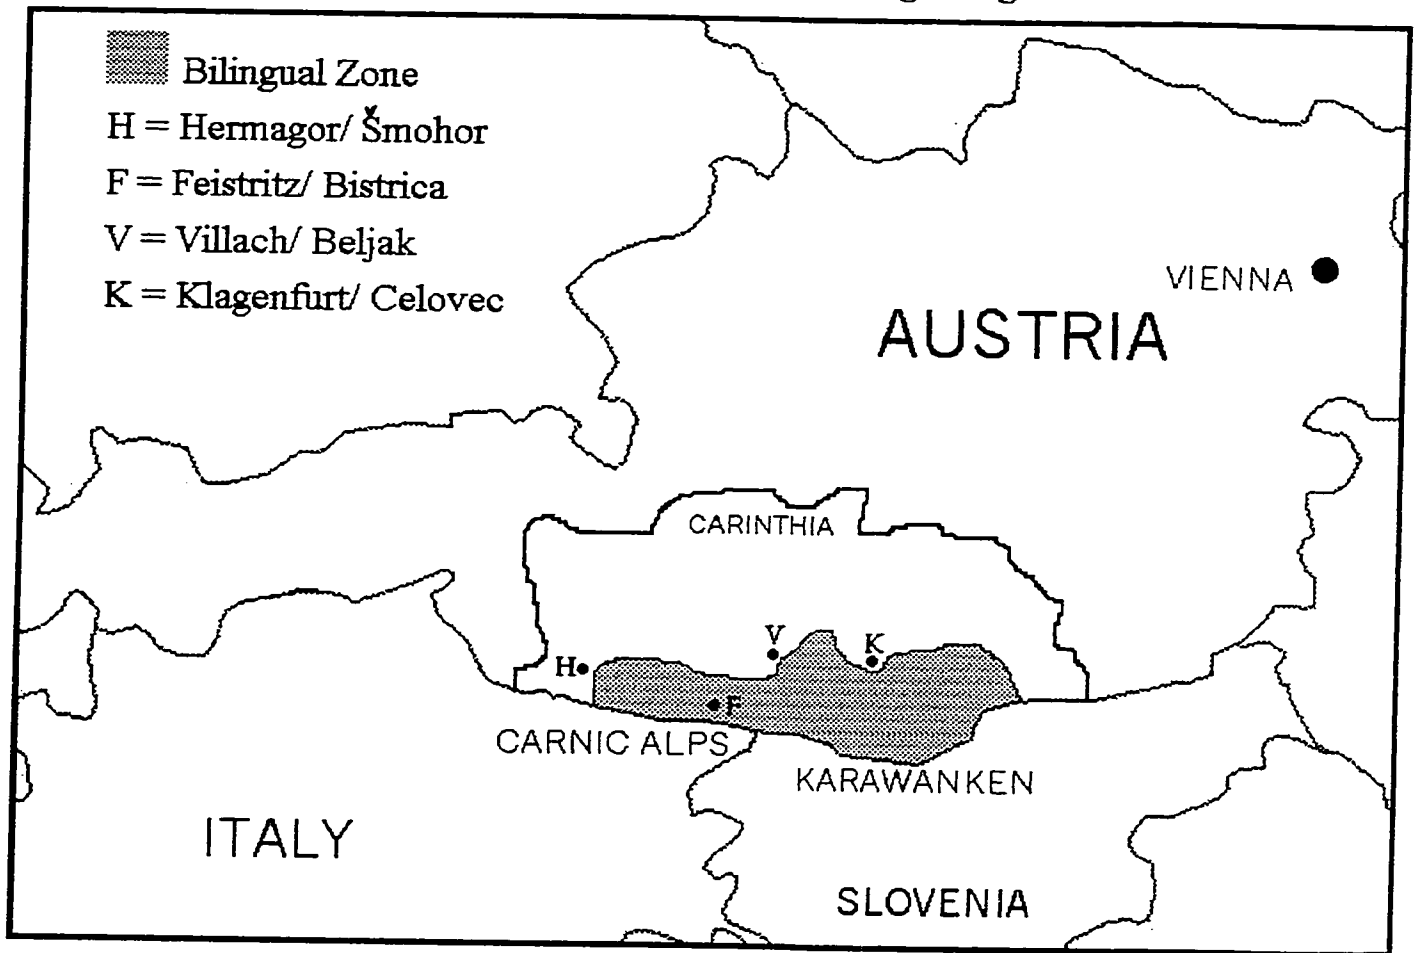 Bilingual Zone
H = Hermagor/ Šmohor
F = Feistritz/ Bistrica
V = Villach/ Beljak
K = Klagenfurt/ Celovec
VIENNA
AUSTRIA
CARINTHIA
V
K
H
F
CARNIC ALPS
KARAWANKEN
ITALY
SLOVENIA